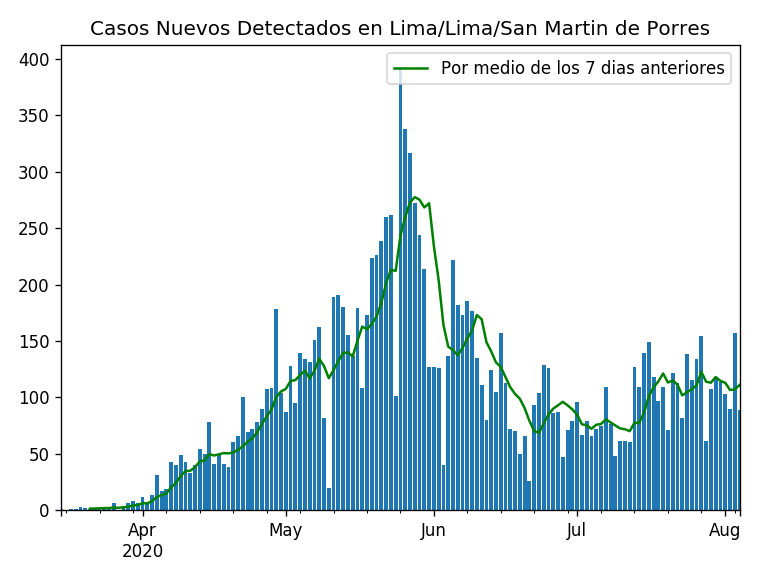 Casos Nuevos Detectados en Lima/Lima/San Martin de Porres
Por medio de los 7 dias anteriores
400
350
300
250
200
150
100
50
0
Apr
2020
May
Jun
Jul
Aug